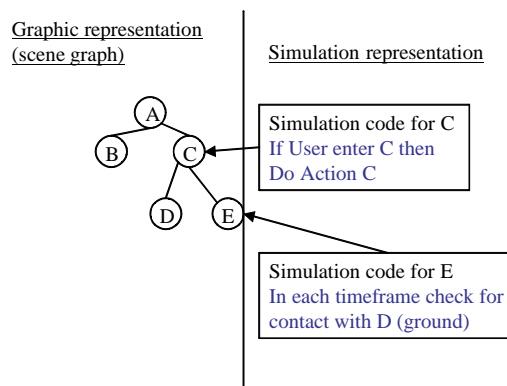 Graphic representation
(scene graph)
Simulation representation
A
B
C
D
E
Simulation code for C
If User enter C then
Do Action C
Simulation code for E
In each timeframe check for
contact with D (ground)